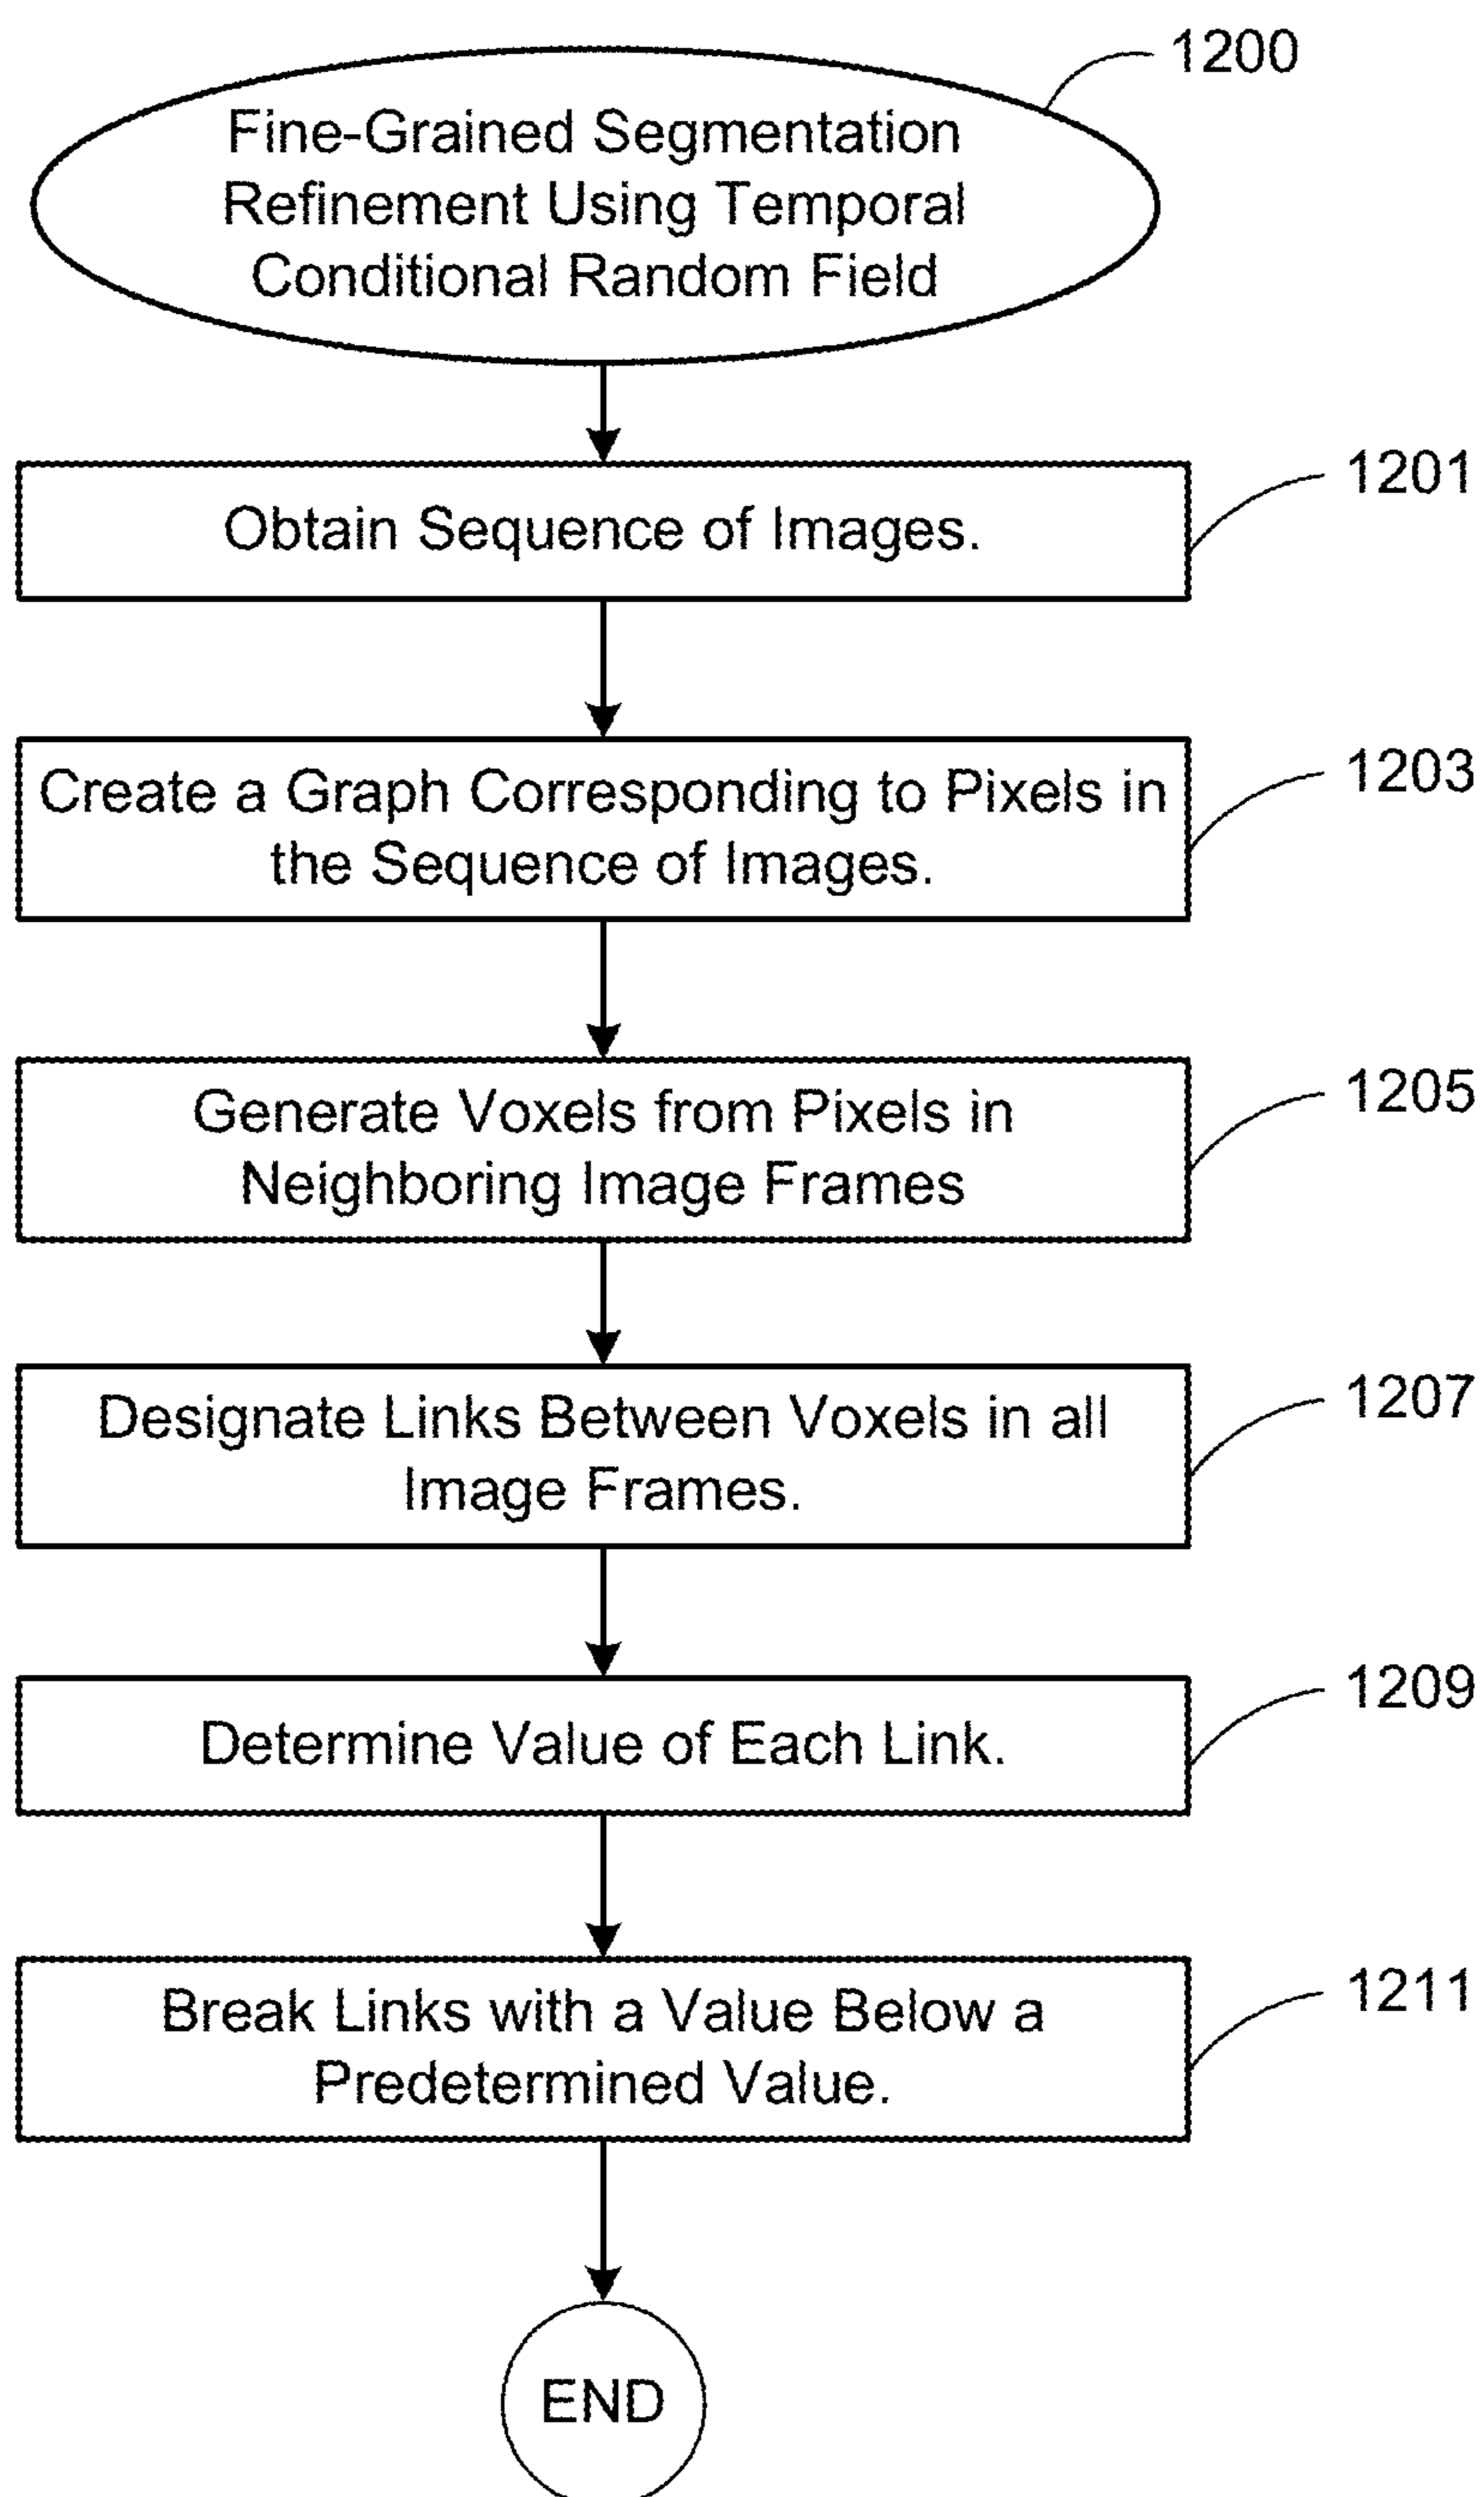 1200
Fine-Grained Segmentation
Refinement Using Temporal
Conditional Random Field
1201
Obtain Sequence of Images.
1203
Create a Graph Corresponding to Pixels in
the Sequence of Images.
1205
Generate Voxels from Pixels in
Neighboring Image Frames
1207
Designate Links Between Voxels in all
Image Frames.
1209
Determine Value of Each Link.
1211
Break Links with a Value Below a
Predetermined Value.
END